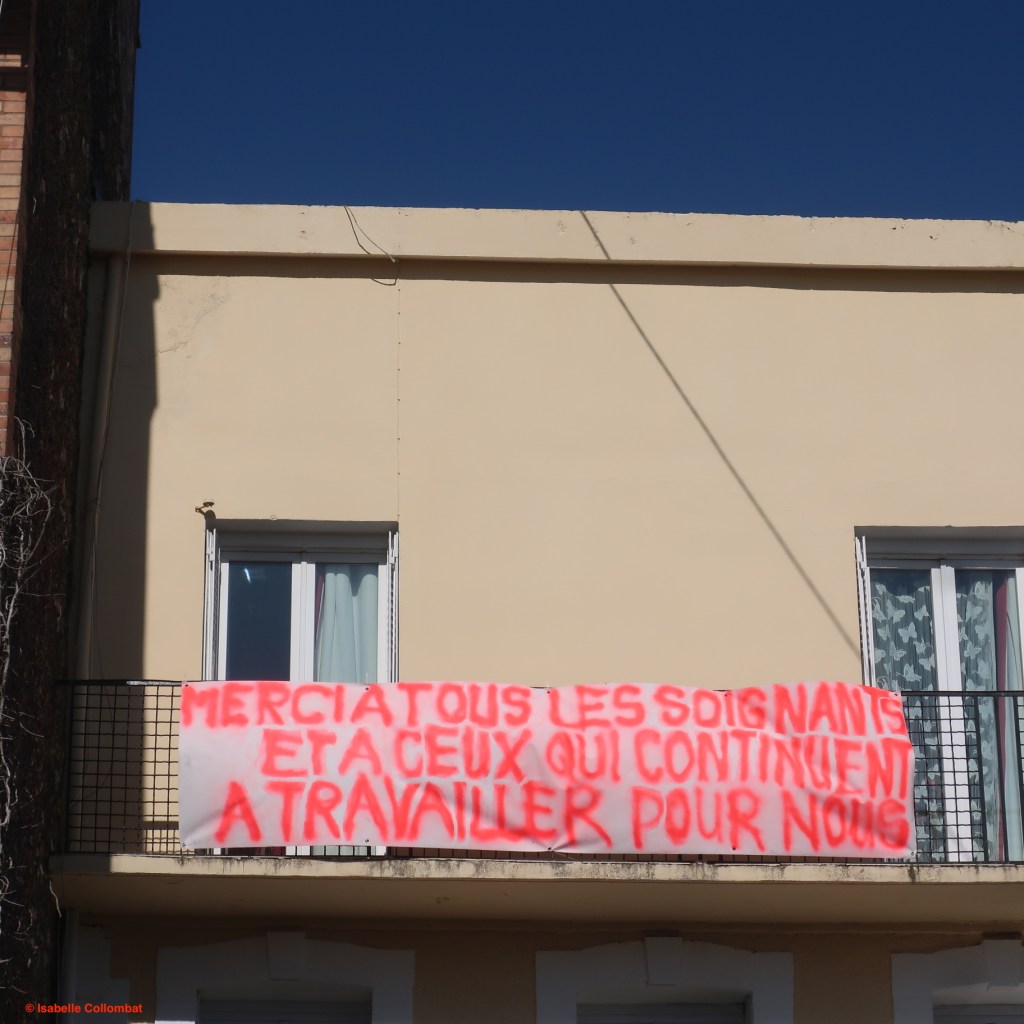 MERCI A TOUS LES SOIGNANTS
ET A CEUX QUI CONTINUENT
A TRAVAILLER POUR NOUS
© Isabelle Collombat